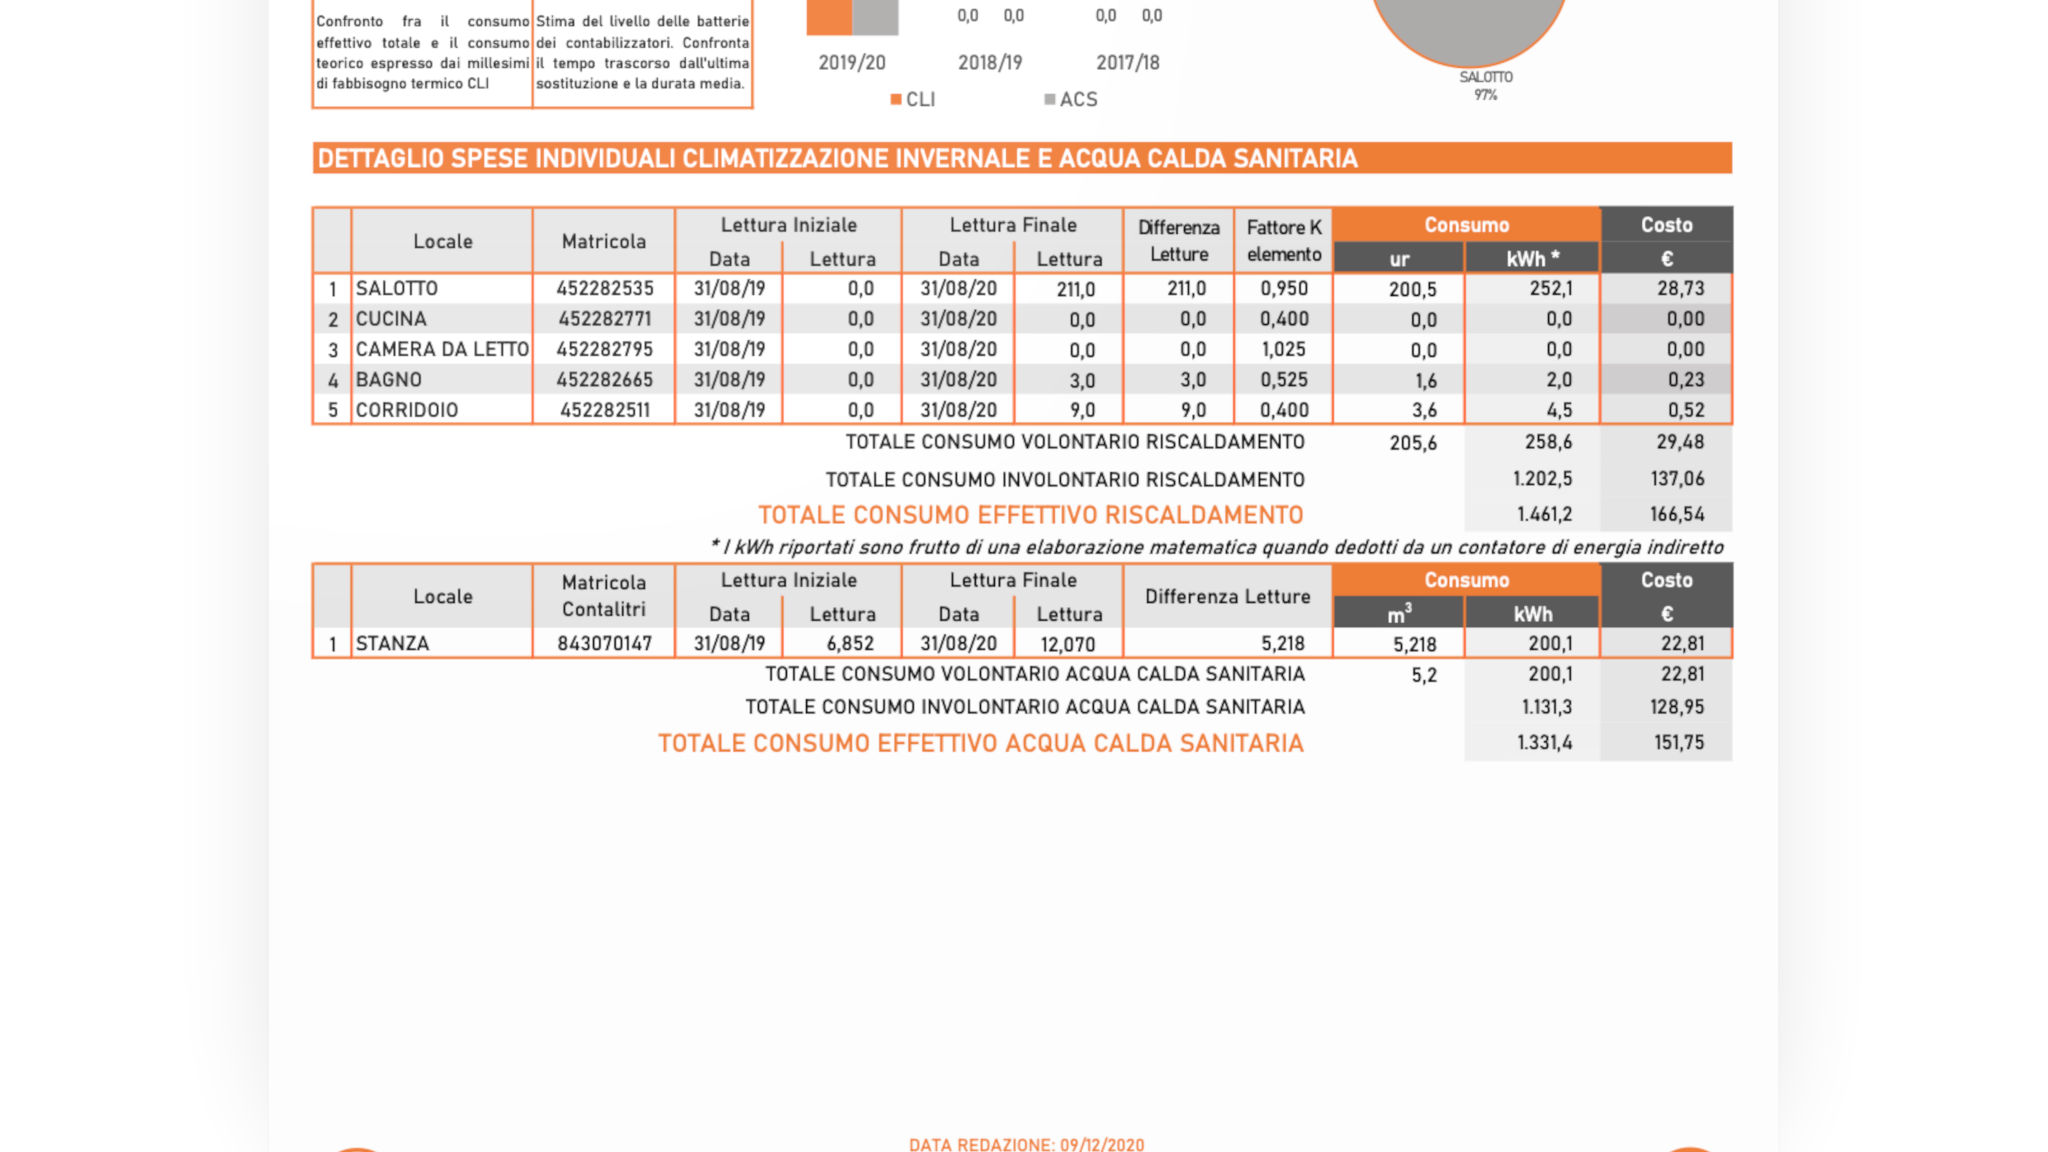 Confronto fra il consumo
effettivo totale e il consumo
teorico espresso dai millesimi
di fabbisogno termico CLI
Stima del livello delle batterie
dei contabilizzatori. Confronta
il tempo trascorso dall'ultima
sostituzione e la durata media.
0,0 0,0 0,0 0,0
2019/20 2018/19 2017/18
CLI ACS
SALOTTO
97%
DETTAGLIO SPESE INDIVIDUALI CLIMATIZZAZIONE INVERNALE E ACQUA CALDA SANITARIA
Locale Matricola Lettura Iniziale Lettura Finale Differenza Letture Fattore K elemento Consumo Costo
Data Lettura Data Lettura ur kWh * €
1 SALOTTO 452282535 31/08/19 0,0 31/08/20 211,0 211,0 0,950 200,5 252,1 28,73
2 CUCINA 452282771 31/08/19 0,0 31/08/20 0,0 0,0 0,400 0,0 0,0 0,00
3 CAMERA DA LETTO 452282795 31/08/19 0,0 31/08/20 0,0 0,0 1,025 0,0 0,0 0,00
4 BAGNO 452282665 31/08/19 0,0 31/08/20 3,0 3,0 0,525 1,6 2,0 0,23
5 CORRIDOIO 452282511 31/08/19 0,0 31/08/20 9,0 9,0 0,400 3,6 4,5 0,52
TOTALE CONSUMO VOLONTARIO RISCALDAMENTO 205,6 258,6 29,48
TOTALE CONSUMO INVOLONTARIO RISCALDAMENTO 1.202,5 137,06
TOTALE CONSUMO EFFETTIVO RISCALDAMENTO 1.461,2 166,54
* I kWh riportati sono frutto di una elaborazione matematica quando dedotti da un contatore di energia indiretto
Locale Matricola Contalitri Lettura Iniziale Lettura Finale Differenza Letture Consumo Costo
Data Lettura Data Lettura m³ kWh €
1 STANZA 843070147 31/08/19 6,852 31/08/20 12,070 5,218 5,218 200,1 22,81
TOTALE CONSUMO VOLONTARIO ACQUA CALDA SANITARIA 5,2 200,1 22,81
TOTALE CONSUMO INVOLONTARIO ACQUA CALDA SANITARIA 1.131,3 128,95
TOTALE CONSUMO EFFETTIVO ACQUA CALDA SANITARIA 1.331,4 151,75
DATA REDAZIONE: 09/12/2020